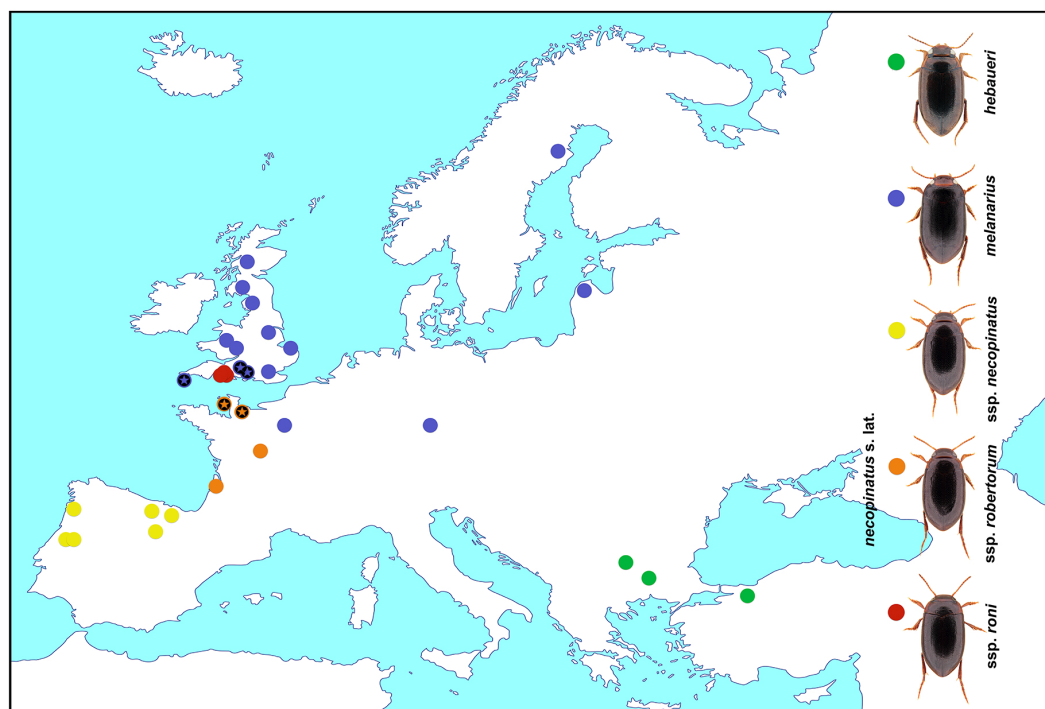 hebaueri
melanarius
ssp. necopinatus
necopinatus s. lat.
ssp. robertorum
ssp. roni